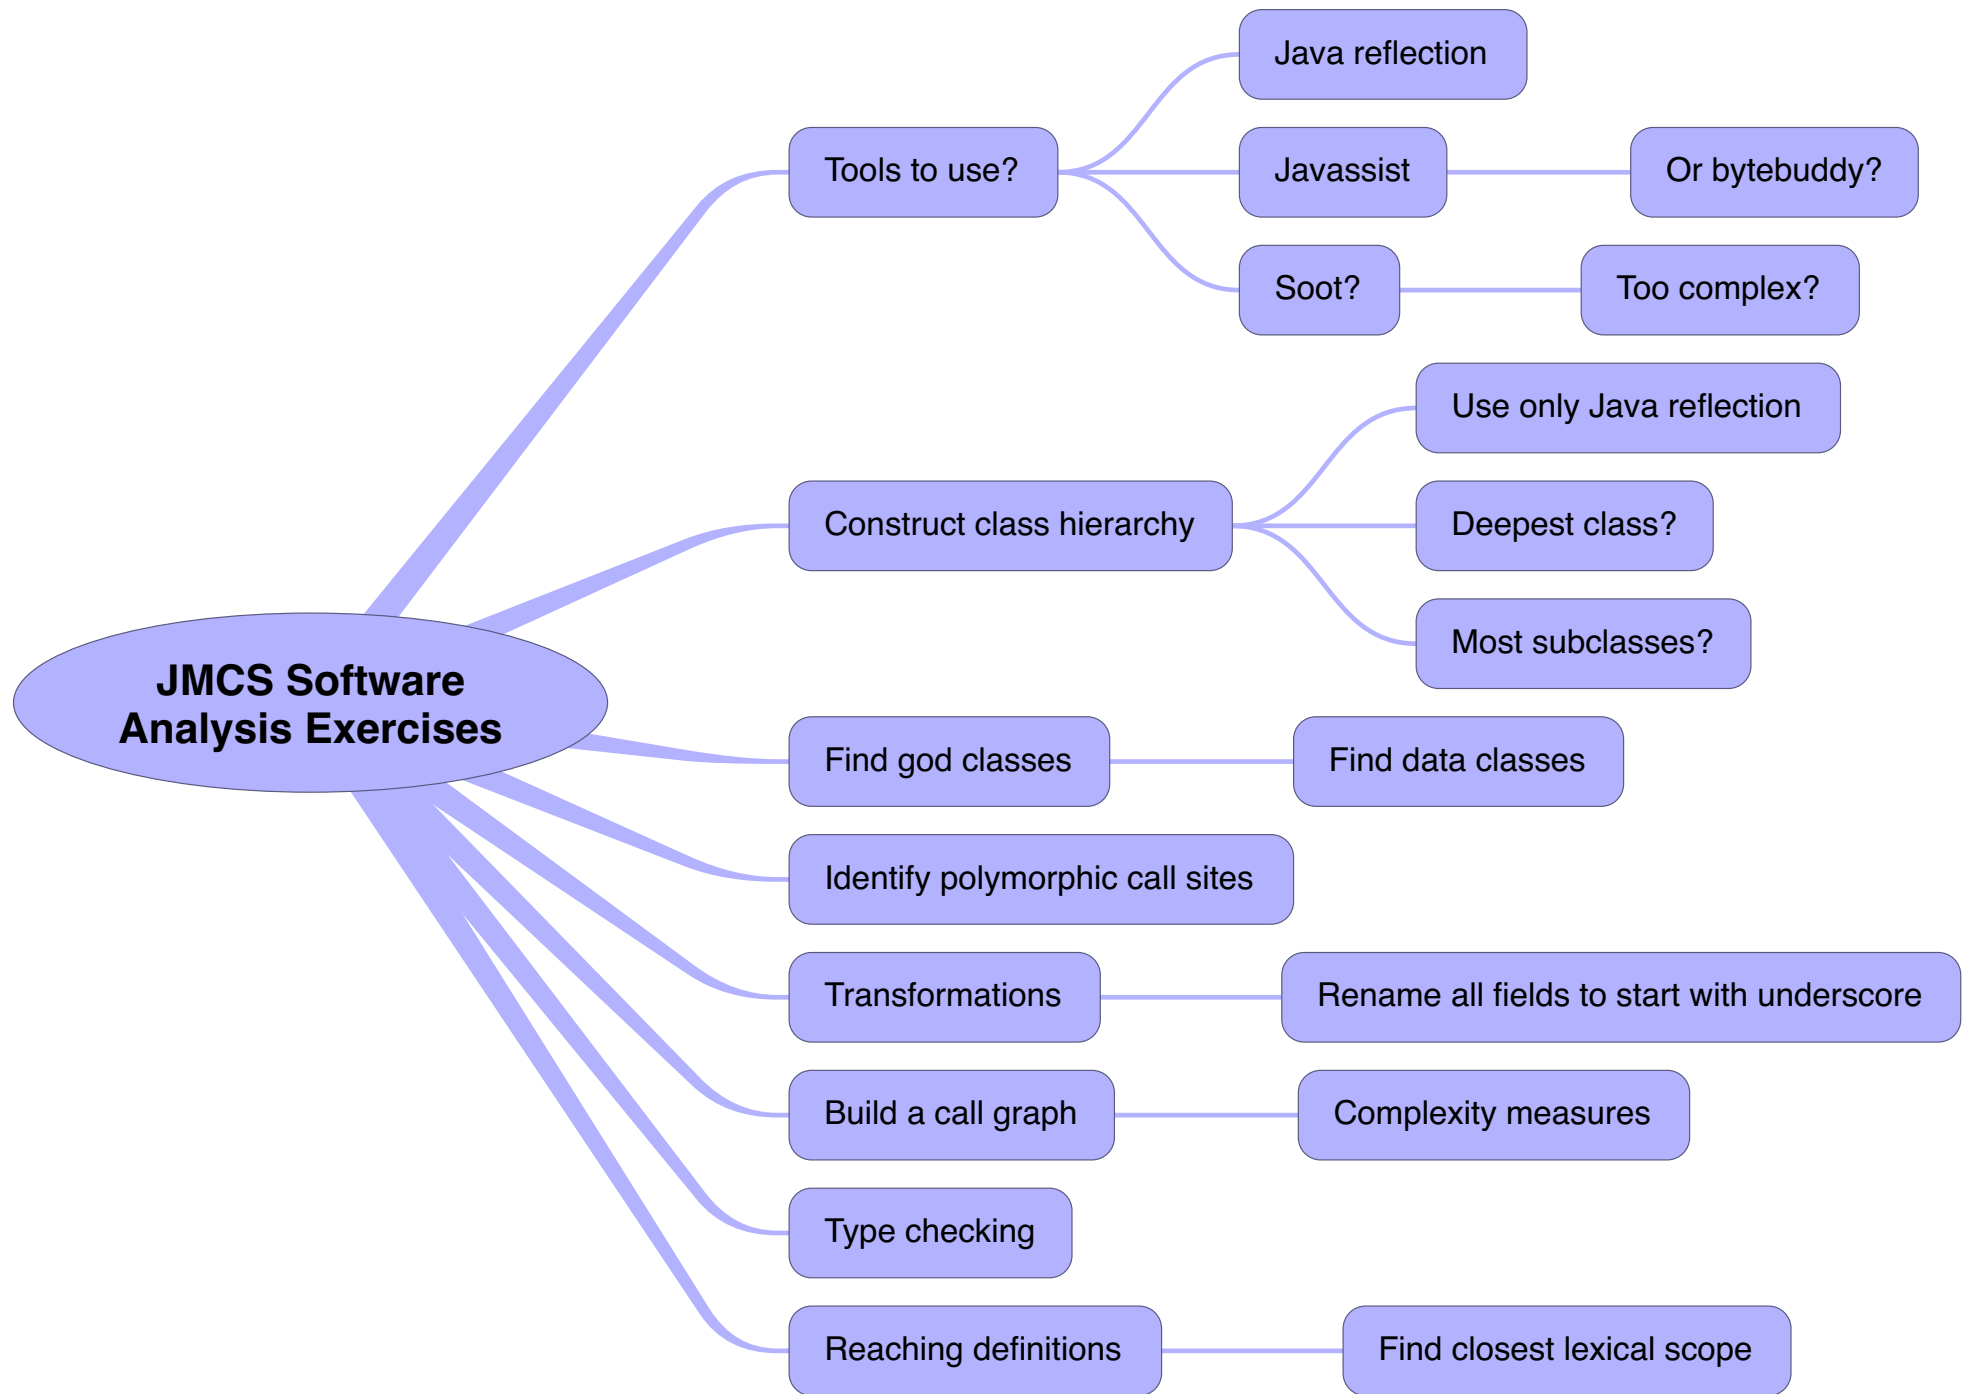 JMCS Software
Analysis Exercises
Tools to use?
Java reflection
Javassist
Or bytebuddy?
Soot?
Too complex?
Construct class hierarchy
Use only Java reflection
Deepest class?
Most subclasses?
Find god classes
Find data classes
Identify polymorphic call sites
Transformations
Rename all fields to start with underscore
Build a call graph
Complexity measures
Type checking
Reaching definitions
Find closest lexical scope